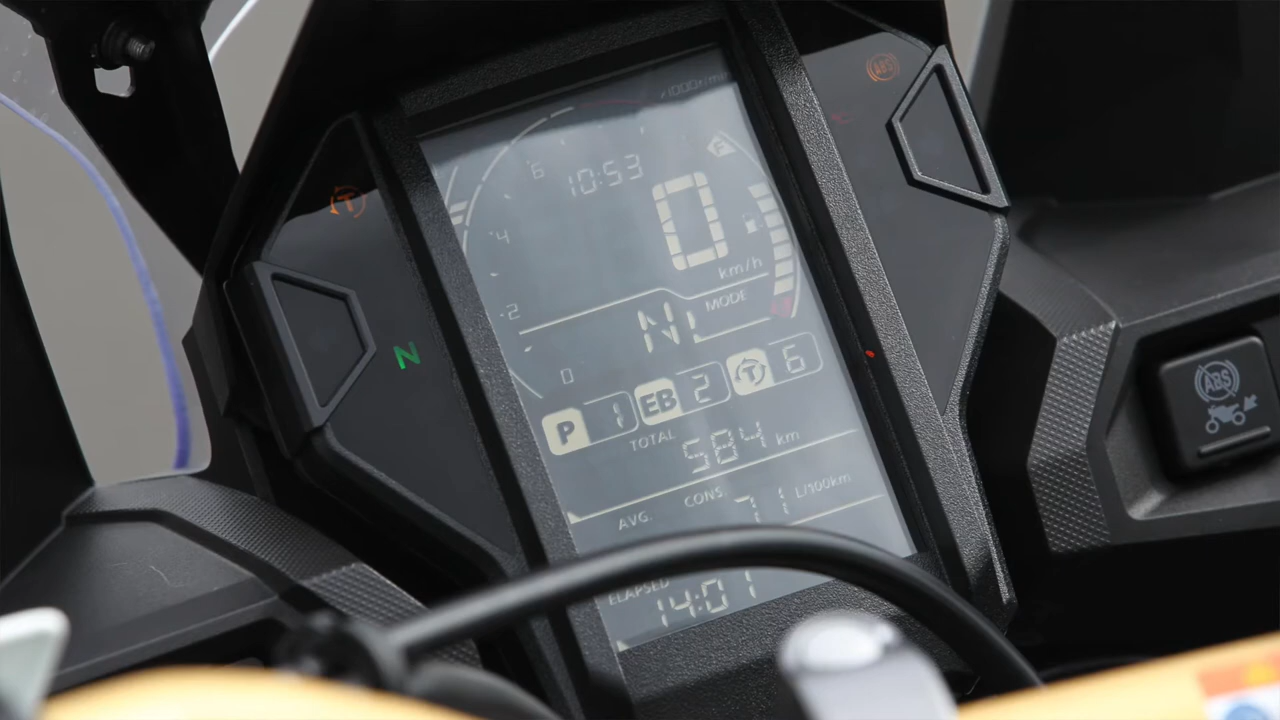 x1000r/min
ABS
6
10:53
F
T
0
4
km/h
2
MODE
N
ABS
N
0
T 6
EB 2
P 1
TOTAL
584 km
AVG. CONS. L/100km
ELAPSED
14:01